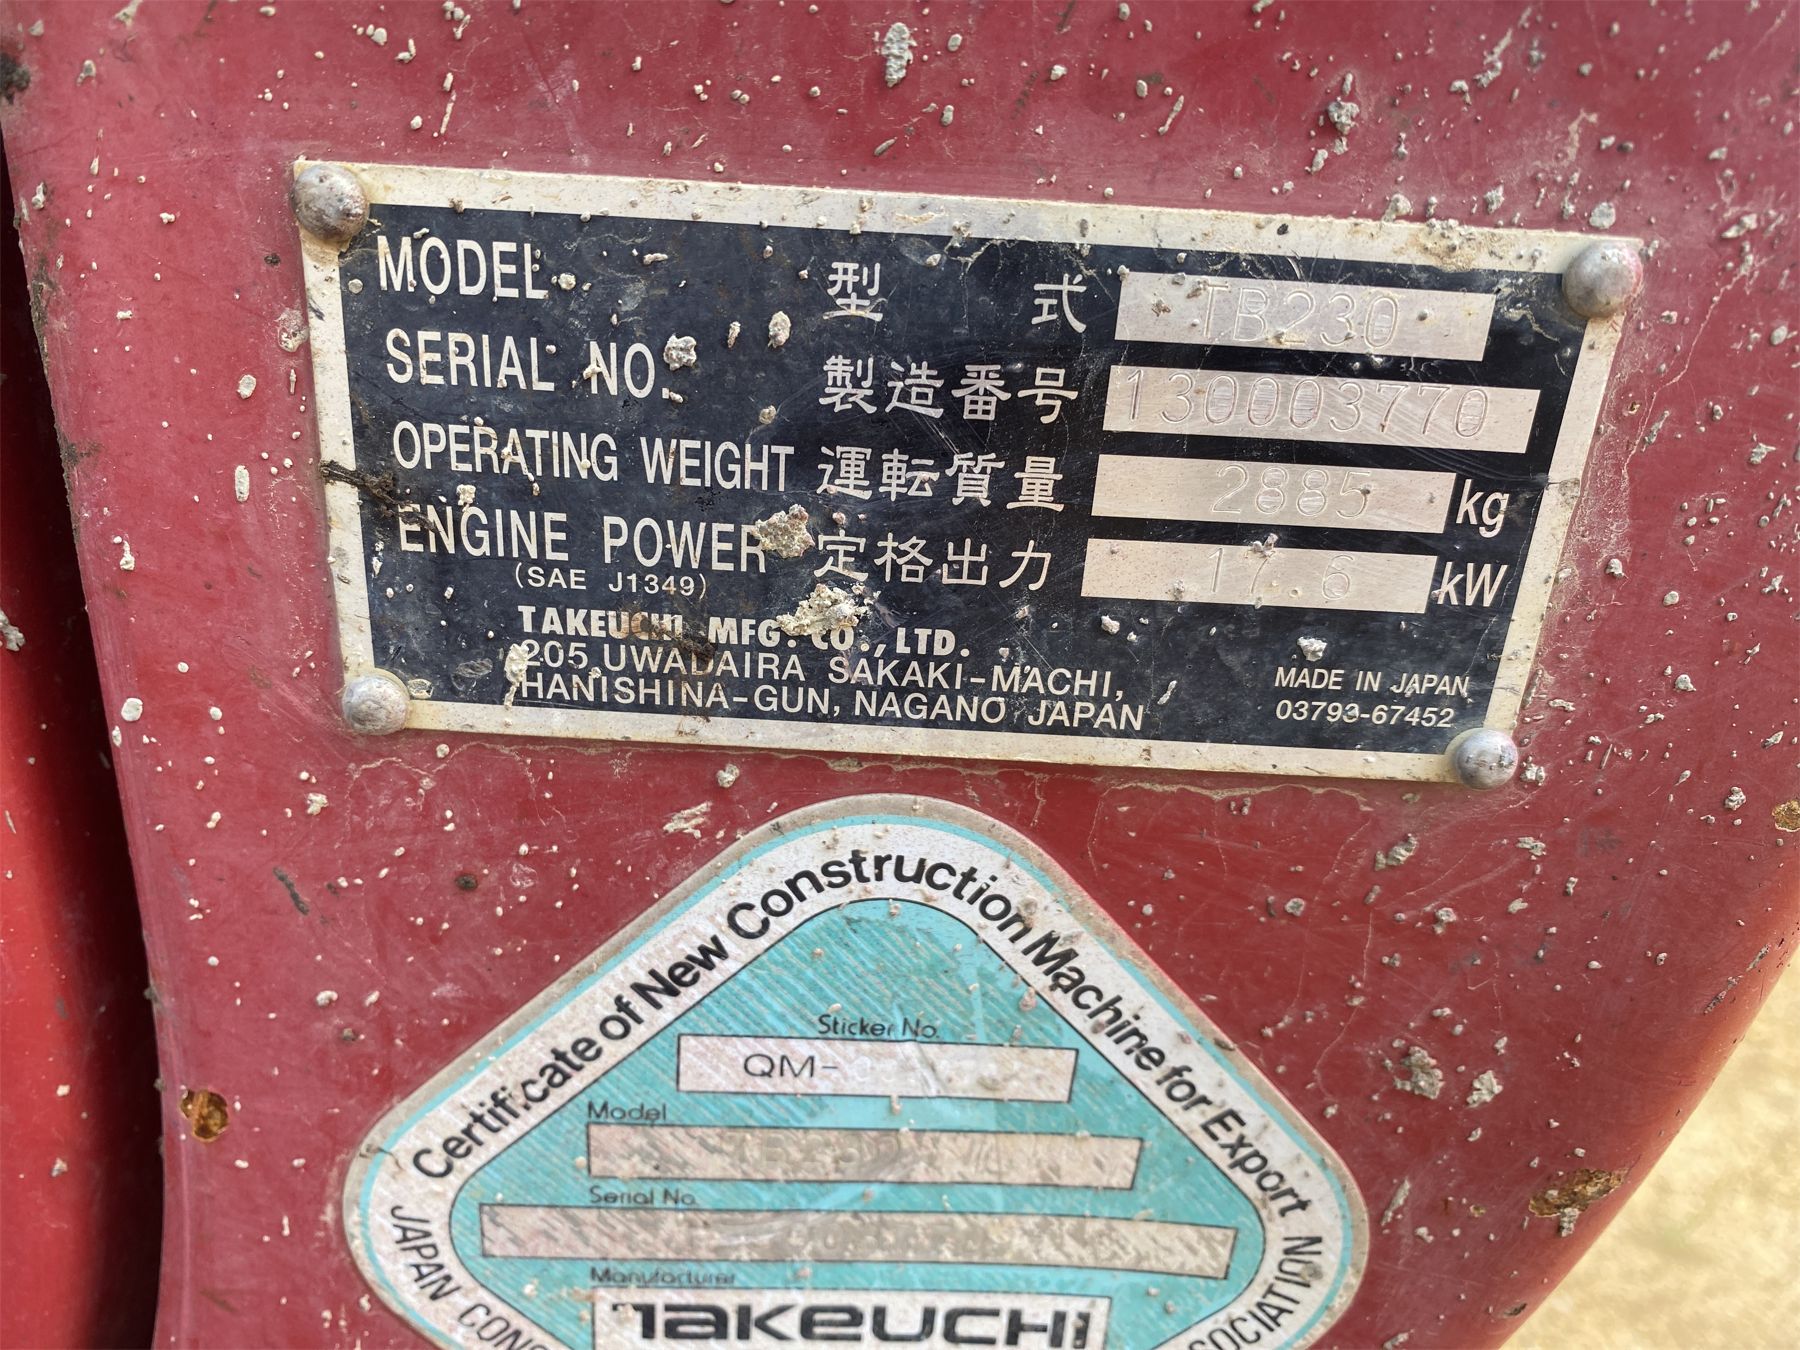 MODEL 型式 TB230
SERIAL NO. 製造番号 130003770
OPERATING WEIGHT 運転質量 2885 kg
ENGINE POWER 定格出力 17.6 kW
(SAE J1349)
TAKEUCHI MFG. CO., LTD.
205 UWADAIRA SAKAKI-MACHI,
HANISHINA-GUN, NAGANO JAPAN
MADE IN JAPAN
03793-67452
Certificate of New Construction Machine for Export
Sticker No.
QM-
Model
Serial No.
Manufacturer
TAKEUCHI
JAPAN CONS
SOCIATION